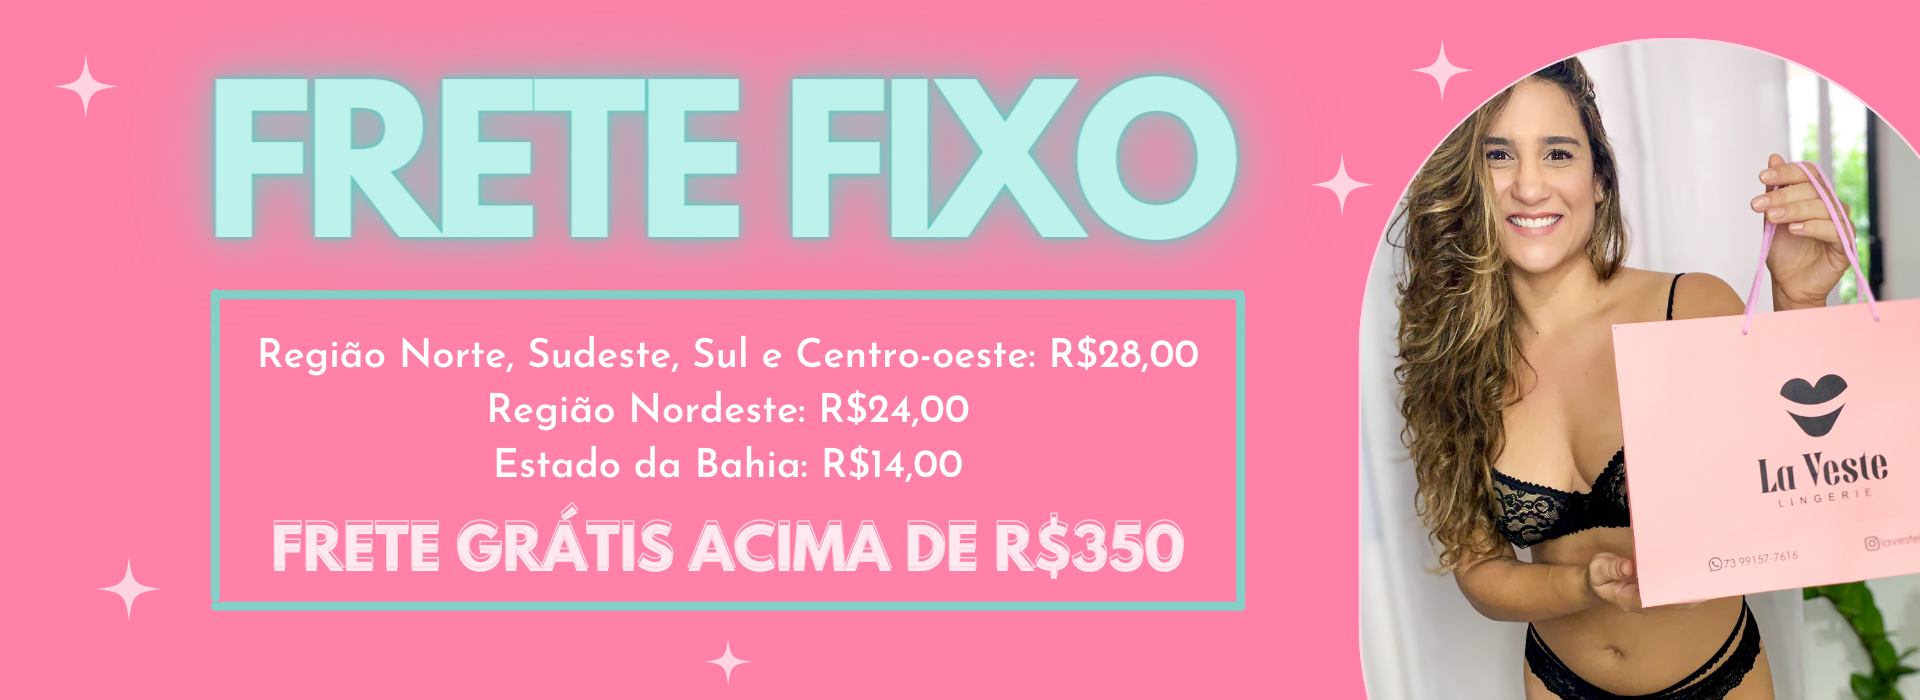 FRETE FIXO
Região Norte, Sudeste, Sul e Centro-oeste: R$28,00
Região Nordeste: R$24,00
Estado da Bahia: R$14,00
FRETE GRÁTIS ACIMA DE R$350
La Veste
LINGERIE
73 99157-7616